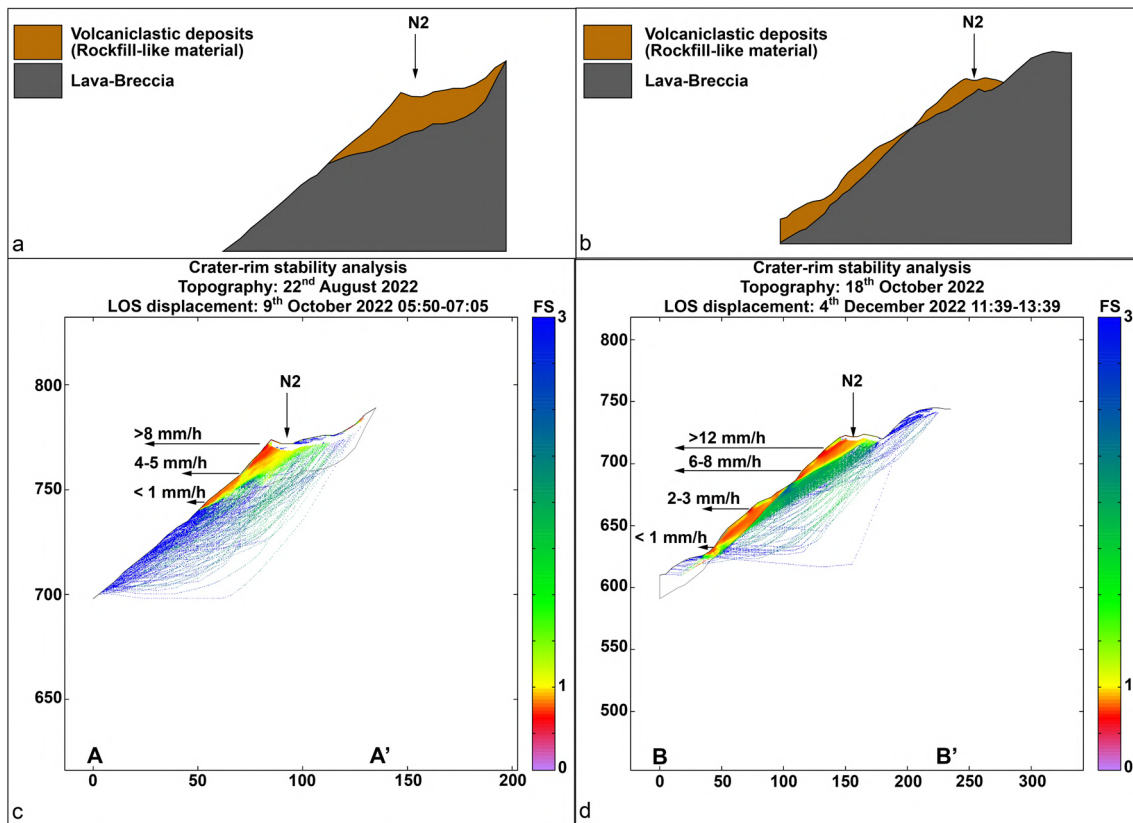 Volcaniclastic deposits
(Rockfill-like material)
Lava-Breccia
N2
a
Volcaniclastic deposits
(Rockfill-like material)
Lava-Breccia
N2
b
Crater-rim stability analysis
Topography: 22nd August 2022
LOS displacement: 9th October 2022 05:50-07:05
FS
3
1
0
800
750
700
650
N2
>8 mm/h
4-5 mm/h
< 1 mm/h
A
A'
0
50
100
150
200
c
Crater-rim stability analysis
Topography: 18th October 2022
LOS displacement: 4th December 2022 11:39-13:39
FS
3
1
0
800
750
700
650
600
550
500
N2
>12 mm/h
6-8 mm/h
2-3 mm/h
< 1 mm/h
B
B'
0
50
100
150
200
250
300
d